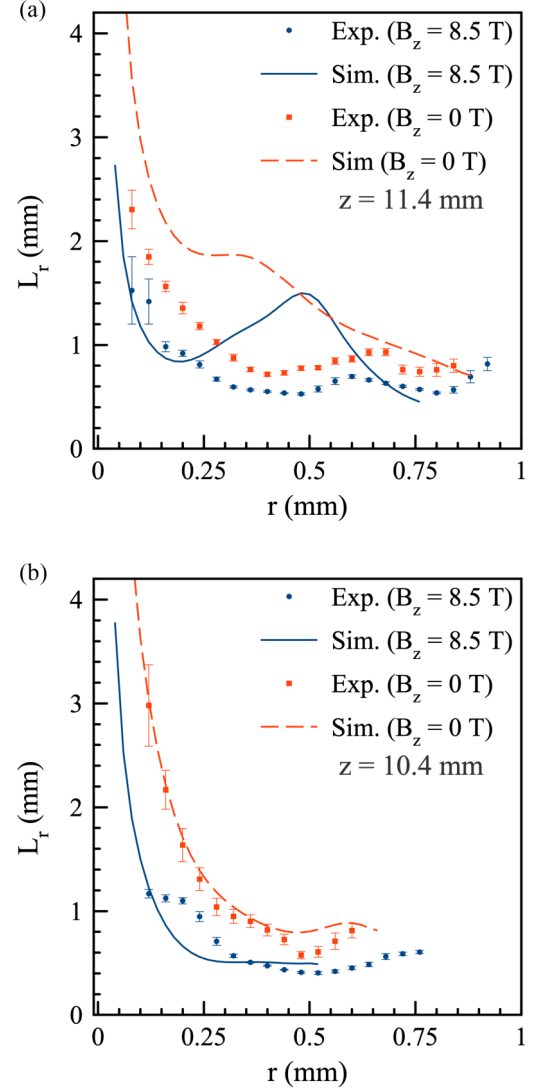 (a)
Exp. (B_z = 8.5 T)
Sim. (B_z = 8.5 T)
Exp. (B_z = 0 T)
Sim (B_z = 0 T)
z = 11.4 mm
L_r (mm)
4
3
2
1
0
0 0.25 0.5 0.75 1
r (mm)
(b)
Exp. (B_z = 8.5 T)
Sim. (B_z = 8.5 T)
Exp. (B_z = 0 T)
Sim. (B_z = 0 T)
z = 10.4 mm
L_r (mm)
4
3
2
1
0
0 0.25 0.5 0.75 1
r (mm)